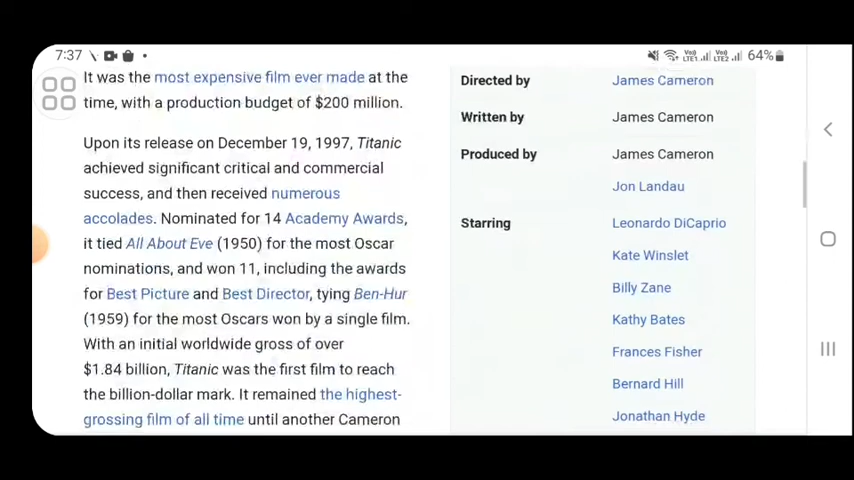 7:37
64%
It was the most expensive film ever made at the
time, with a production budget of $200 million.
Upon its release on December 19, 1997, Titanic
achieved significant critical and commercial
success, and then received numerous
accolades. Nominated for 14 Academy Awards,
it tied All About Eve (1950) for the most Oscar
nominations, and won 11, including the awards
for Best Picture and Best Director, tying Ben-Hur
(1959) for the most Oscars won by a single film.
With an initial worldwide gross of over
$1.84 billion, Titanic was the first film to reach
the billion-dollar mark. It remained the highest-
grossing film of all time until another Cameron
Directed by James Cameron
Written by James Cameron
Produced by James Cameron
Jon Landau
Starring Leonardo DiCaprio
Kate Winslet
Billy Zane
Kathy Bates
Frances Fisher
Bernard Hill
Jonathan Hyde